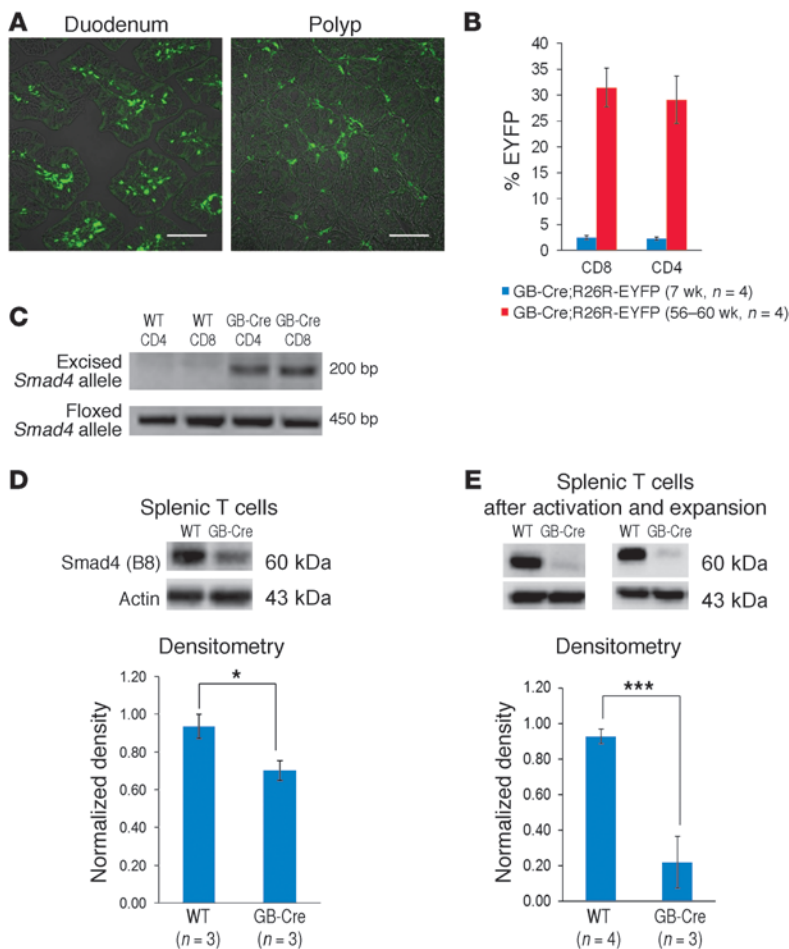 A
Duodenum
Polyp
B
% EYFP
40
35
30
25
20
15
10
5
0
CD8
CD4
GB-Cre;R26R-EYFP (7 wk, n = 4)
GB-Cre;R26R-EYFP (56–60 wk, n = 4)
C
WT CD4
WT CD8
GB-Cre CD4
GB-Cre CD8
Excised
Smad4 allele
200 bp
Floxed
Smad4 allele
450 bp
D
Splenic T cells
WT GB-Cre
Smad4 (B8)
60 kDa
Actin
43 kDa
Densitometry
Normalized density
1.20
1.00
0.80
0.60
0.40
0.20
0.00
*
WT
(n = 3)
GB-Cre
(n = 3)
E
Splenic T cells
after activation and expansion
WT GB-Cre
WT GB-Cre
60 kDa
43 kDa
Densitometry
Normalized density
1.20
1.00
0.80
0.60
0.40
0.20
0.00
***
WT
(n = 4)
GB-Cre
(n = 3)